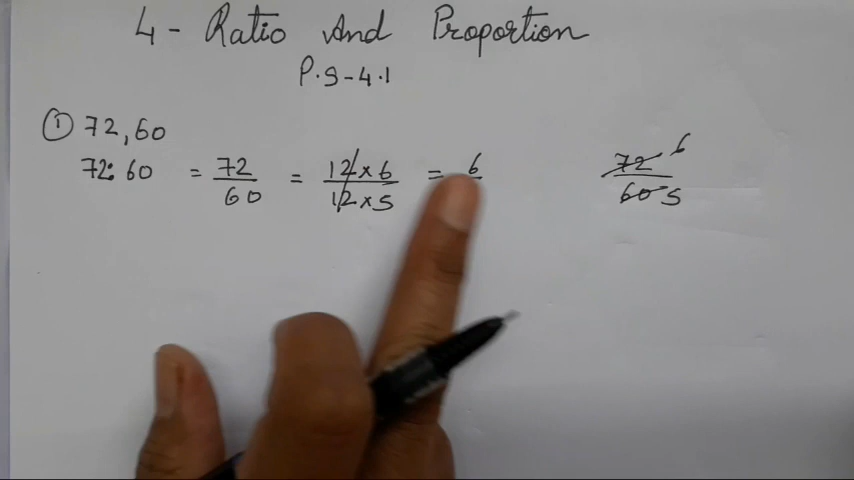 4 - Ratio And Proportion
P.S-4.1
① 72,60
72:60 = 72/60 = 12×6/12×5 = 6
72/60 6/5